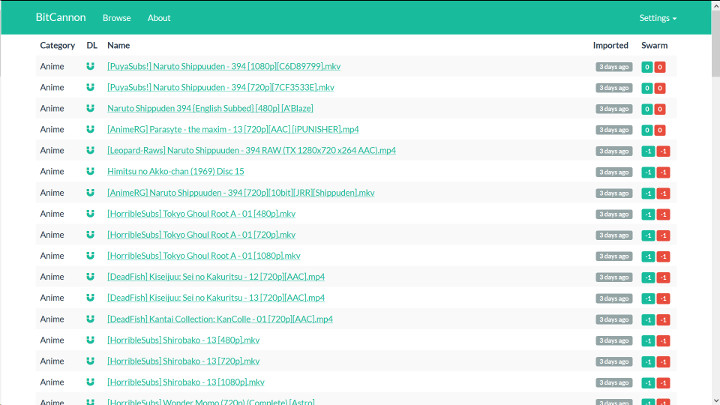 BitCannon Browse About Settings
Category DL Name Imported Swarm
Anime [PuyaSubs!] Naruto Shippuuden - 394 [1080p][C6D89799].mkv 3 days ago 0 0
Anime [PuyaSubs!] Naruto Shippuuden - 394 [720p][7CF3533E].mkv 3 days ago 0 0
Anime Naruto Shippuden 394 [English Subbed] [480p] [A'Blaze] 3 days ago 0 0
Anime [AnimeRG] Parasyte - the maxim - 13 [720p][AAC] [iPUNISHER].mp4 3 days ago 0 0
Anime [Leopard-Raws] Naruto Shippuuden - 394 RAW (TX 1280x720 x264 AAC).mp4 3 days ago -1 -1
Anime Himitsu no Akko-chan (1969) Disc 15 3 days ago -1 -1
Anime [AnimeRG] Naruto Shippuuden - 394 [720p][10bit][JRR][Shippuden].mkv 3 days ago -1 -1
Anime [HorribleSubs] Tokyo Ghoul Root A - 01 [480p].mkv 3 days ago -1 -1
Anime [HorribleSubs] Tokyo Ghoul Root A - 01 [720p].mkv 3 days ago -1 -1
Anime [HorribleSubs] Tokyo Ghoul Root A - 01 [1080p].mkv 3 days ago -1 -1
Anime [DeadFish] Kiseijuu: Sei no Kakuritsu - 12 [720p][AAC].mp4 3 days ago -1 -1
Anime [DeadFish] Kiseijuu: Sei no Kakuritsu - 13 [720p][AAC].mp4 3 days ago -1 -1
Anime [DeadFish] Kantai Collection: KanColle - 01 [720p][AAC].mp4 3 days ago -1 -1
Anime [HorribleSubs] Shirobako - 13 [480p].mkv 3 days ago -1 -1
Anime [HorribleSubs] Shirobako - 13 [720p].mkv 3 days ago -1 -1
Anime [HorribleSubs] Shirobako - 13 [1080p].mkv 3 days ago -1 -1
Anime [HorribleSubs] Wonder Momo (720p) (Complete) [Astro] 3 days ago -1 -1